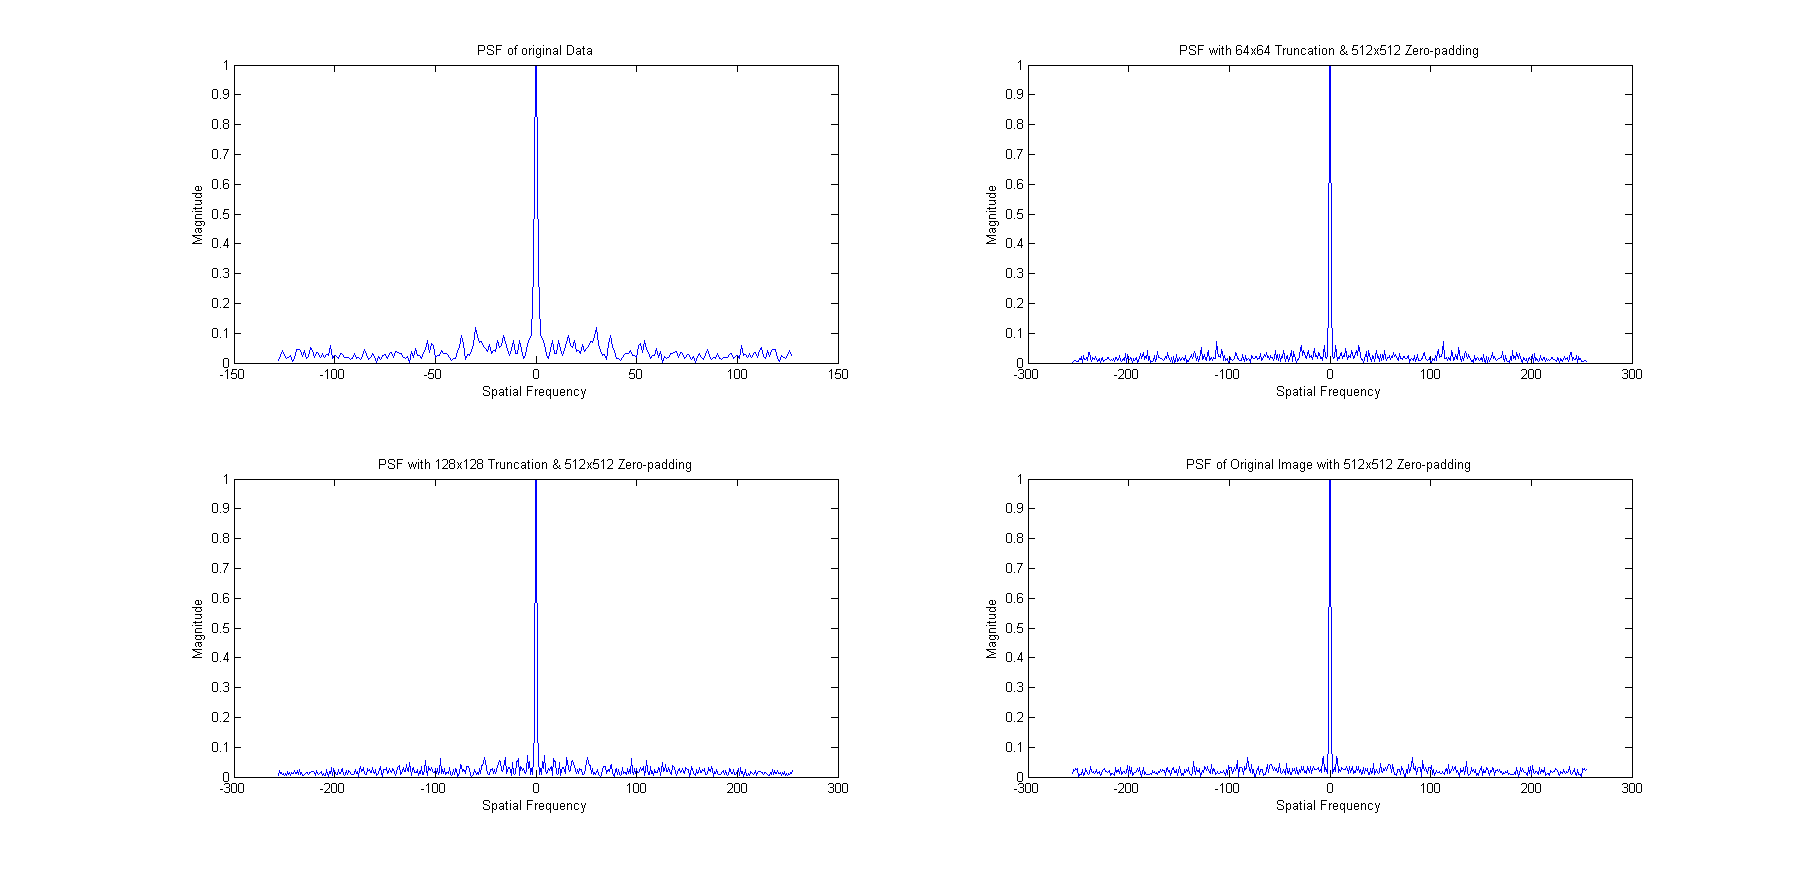 PSF of original Data
1
0.9
0.8
0.7
0.6
0.5
0.4
0.3
0.2
0.1
0
Magnitude
-150 -100 -50 0 50 100 150
Spatial Frequency
PSF with 64x64 Truncation & 512x512 Zero-padding
1
0.9
0.8
0.7
0.6
0.5
0.4
0.3
0.2
0.1
0
Magnitude
-300 -200 -100 0 100 200 300
Spatial Frequency
PSF with 128x128 Truncation & 512x512 Zero-padding
1
0.9
0.8
0.7
0.6
0.5
0.4
0.3
0.2
0.1
0
Magnitude
-300 -200 -100 0 100 200 300
Spatial Frequency
PSF of Original Image with 512x512 Zero-padding
1
0.9
0.8
0.7
0.6
0.5
0.4
0.3
0.2
0.1
0
Magnitude
-300 -200 -100 0 100 200 300
Spatial Frequency